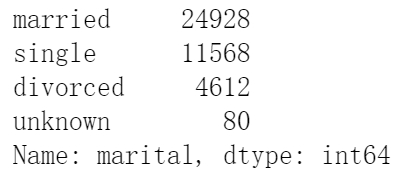 married 24928
single 11568
divorced 4612
unknown 80
Name: marital, dtype: int64